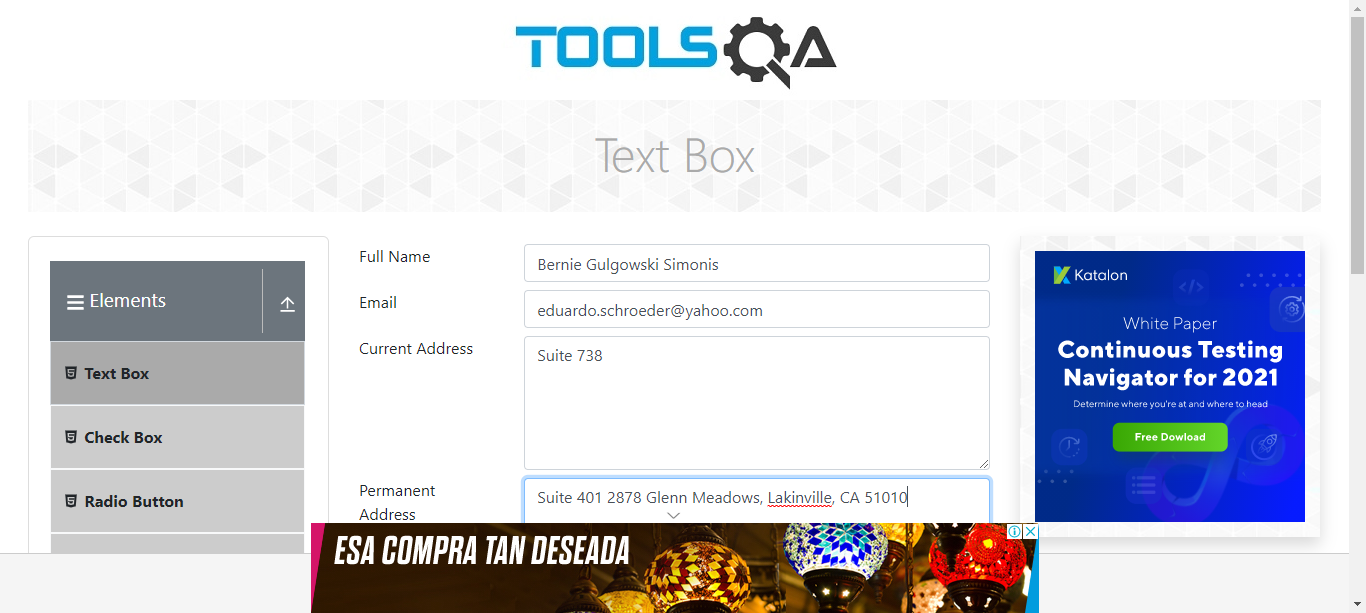 TOOLSQA
Text Box
Elements
Text Box
Check Box
Radio Button
Full Name
Bernie Gulgowski Simonis
Email
eduardo.schroeder@yahoo.com
Current Address
Suite 738
Permanent
Address
Suite 401 2878 Glenn Meadows, Lakinville, CA 51010
Katalon
White Paper
Continuous Testing
Navigator for 2021
Determine where you're at and where to head
Free Dowload
ESA COMPRA TAN DESEADA